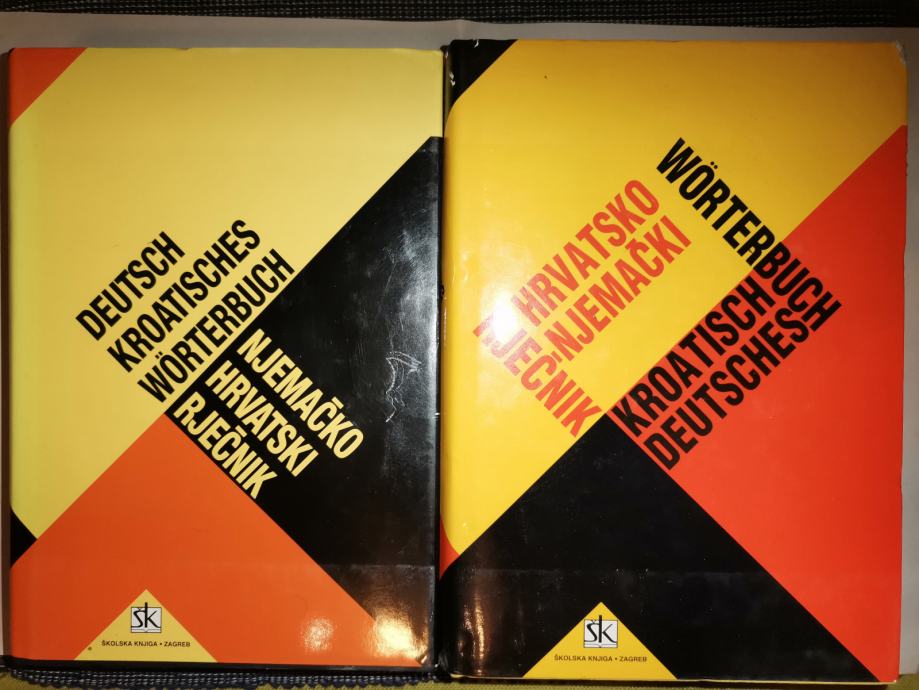 DEUTSCH
KROATISCHES
WÖRTERBUCH
NJEMAČKO
HRVATSKI
RJEČNIK
šk
ŠKOLSKA KNJIGA • ZAGREB
HRVATSKO
NJEMAČKI
RJEČNIK
WÖRTERBUCH
KROATISCH
DEUTSCHES
šk
ŠKOLSKA KNJIGA • ZAGREB